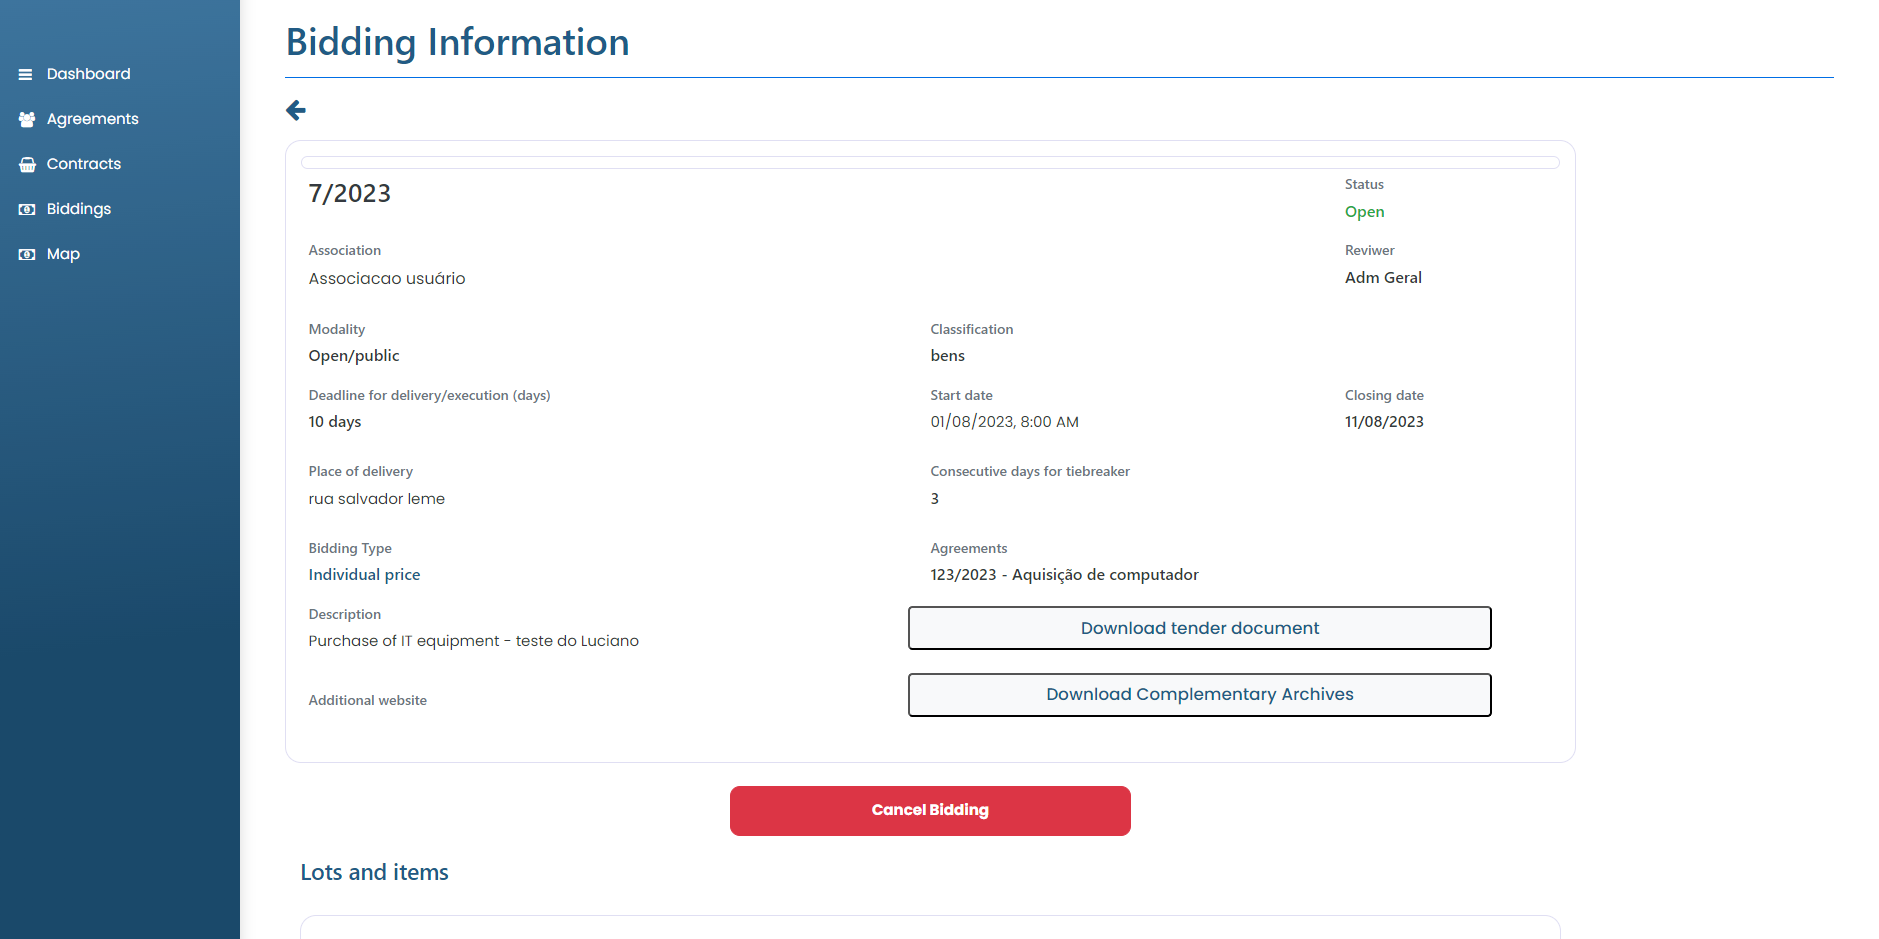 Dashboard
Agreements
Contracts
Biddings
Map
Bidding Information
7/2023
Status
Open
Association
Associacao usuário
Reviwer
Adm Geral
Modality
Open/public
Classification
bens
Deadline for delivery/execution (days)
10 days
Start date
01/08/2023, 8:00 AM
Closing date
11/08/2023
Place of delivery
rua salvador leme
Consecutive days for tiebreaker
3
Bidding Type
Individual price
Agreements
123/2023 - Aquisição de computador
Description
Purchase of IT equipment - teste do Luciano
Download tender document
Additional website
Download Complementary Archives
Cancel Bidding
Lots and items